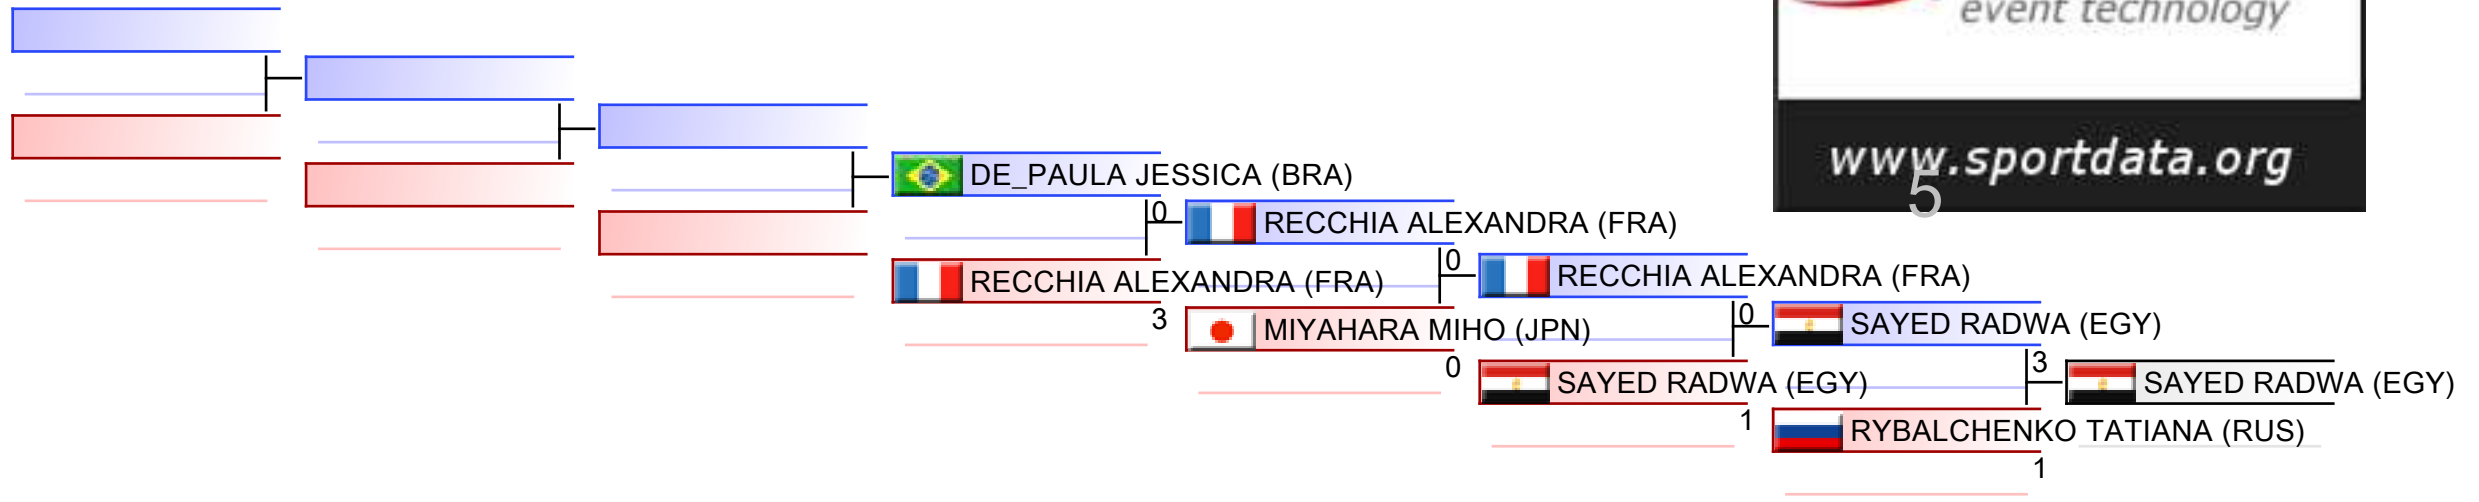 event technology
www.sportdata.org
5
DE_PAULA JESSICA (BRA)
0
RECCHIA ALEXANDRA (FRA)
0
RECCHIA ALEXANDRA (FRA)
RECCHIA ALEXANDRA (FRA)
3
MIYAHARA MIHO (JPN)
0
0
SAYED RADWA (EGY)
SAYED RADWA (EGY)
1
3
SAYED RADWA (EGY)
RYBALCHENKO TATIANA (RUS)
1